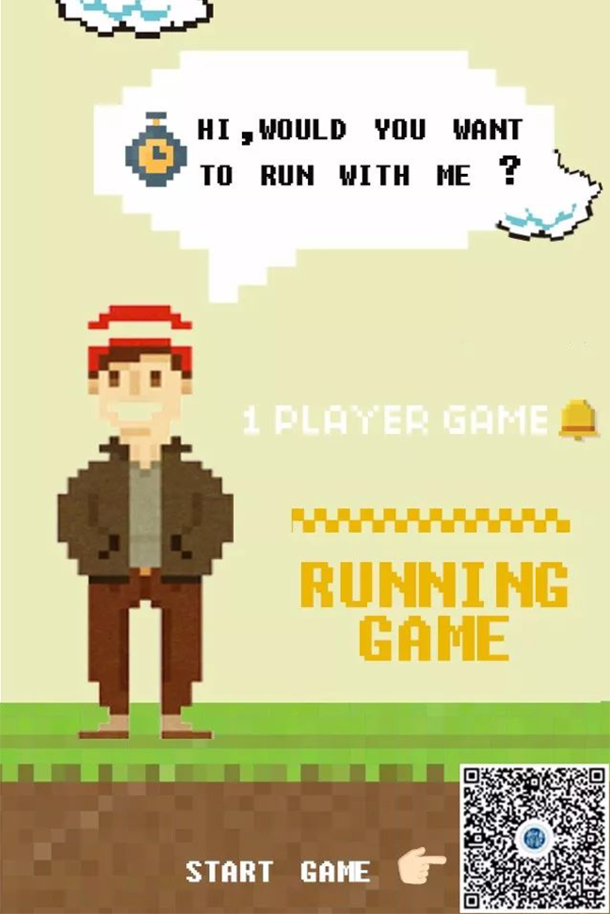 HI,WOULD YOU WANT
TO RUN WITH ME ?
1 PLAYER GAME
RUNNING
GAME
START GAME